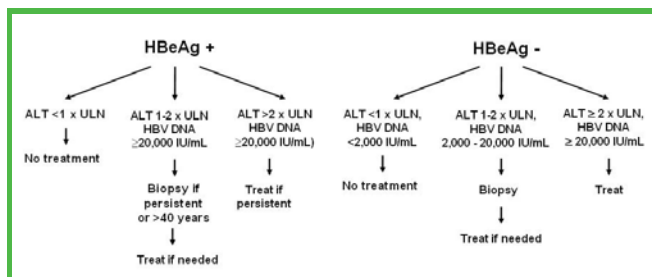 HBeAg +
ALT <1 x ULN
No treatment
ALT 1-2 x ULN
HBV DNA
≥20,000 IU/mL
Biopsy if
persistent
or >40 years
Treat if needed
ALT >2 x ULN
HBV DNA
≥20,000 IU/mL)
Treat if
persistent
HBeAg -
ALT <1 x ULN,
HBV DNA
<2,000 IU/mL
No treatment
ALT 1-2 x ULN,
HBV DNA
2,000 - 20,000 IU/mL
Biopsy
Treat if needed
ALT ≥ 2 x ULN,
HBV DNA
≥ 20,000 IU/mL
Treat